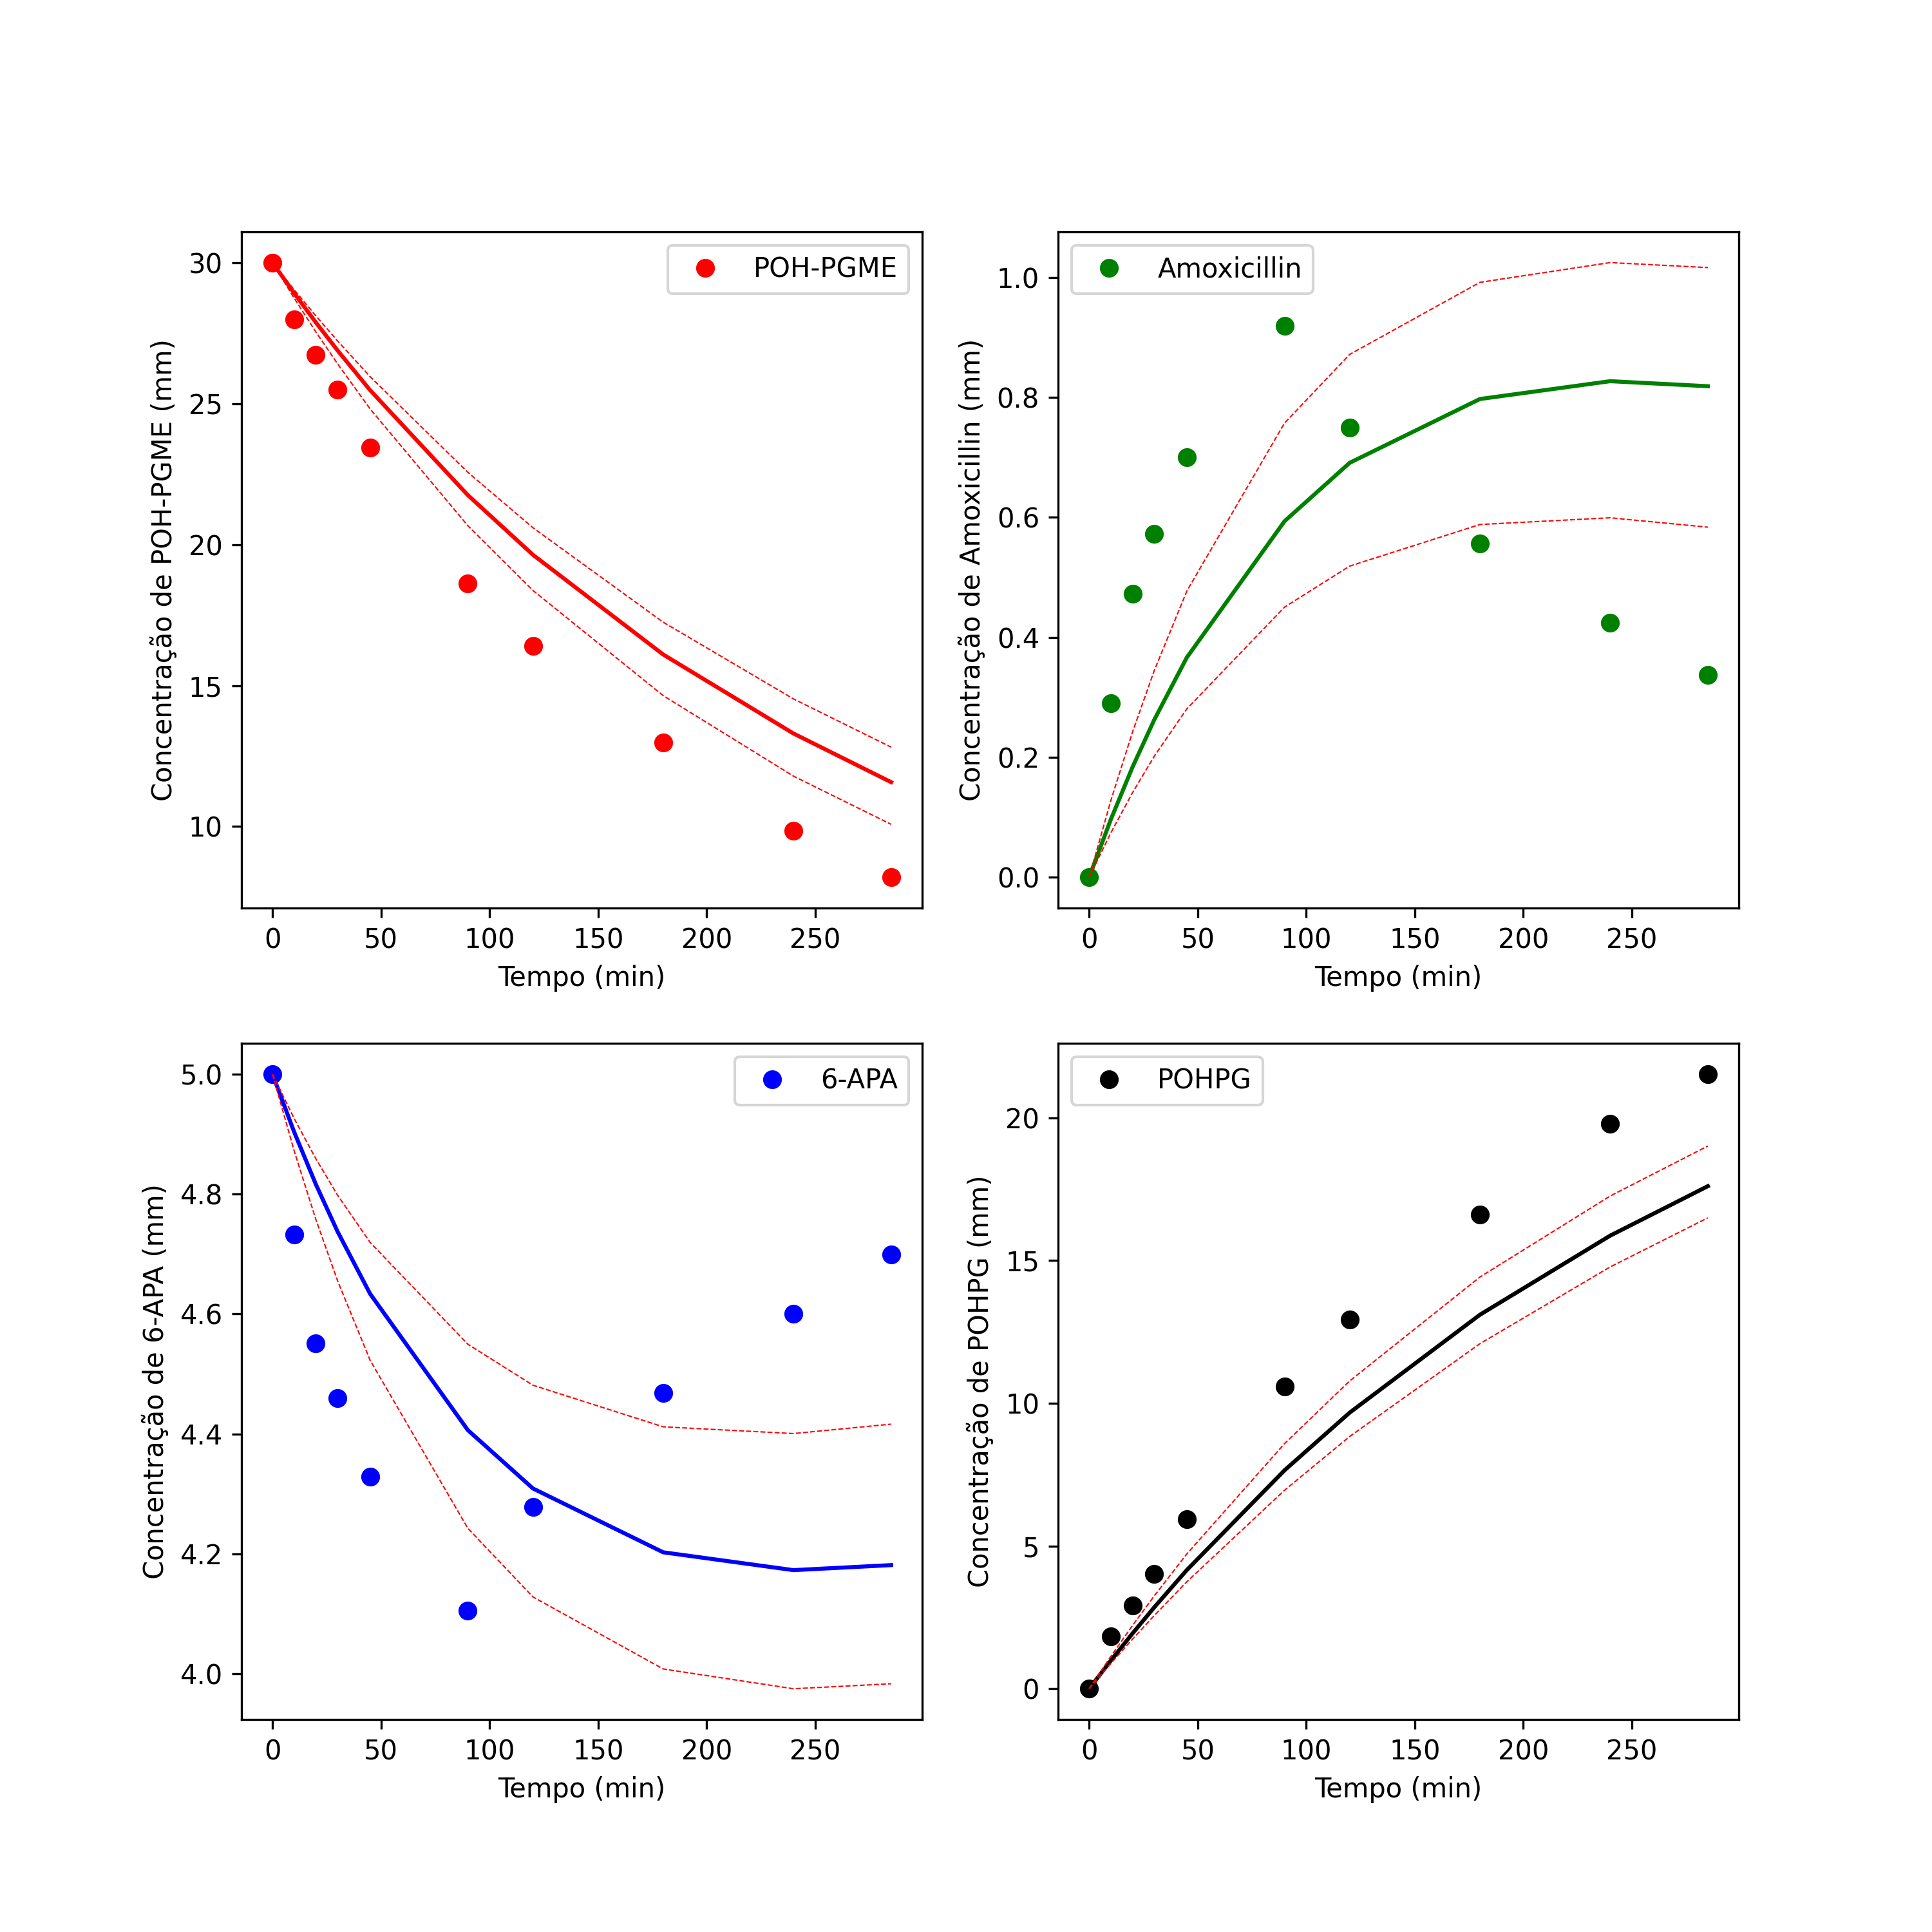 POH-PGME
Concentração de POH-PGME (mm)
30
25
20
15
10
0 50 100 150 200 250
Tempo (min)
Amoxicillin
Concentração de Amoxicillin (mm)
1.0
0.8
0.6
0.4
0.2
0.0
0 50 100 150 200 250
Tempo (min)
6-APA
Concentração de 6-APA (mm)
5.0
4.8
4.6
4.4
4.2
4.0
0 50 100 150 200 250
Tempo (min)
POHPG
Concentração de POHPG (mm)
20
15
10
5
0
0 50 100 150 200 250
Tempo (min)